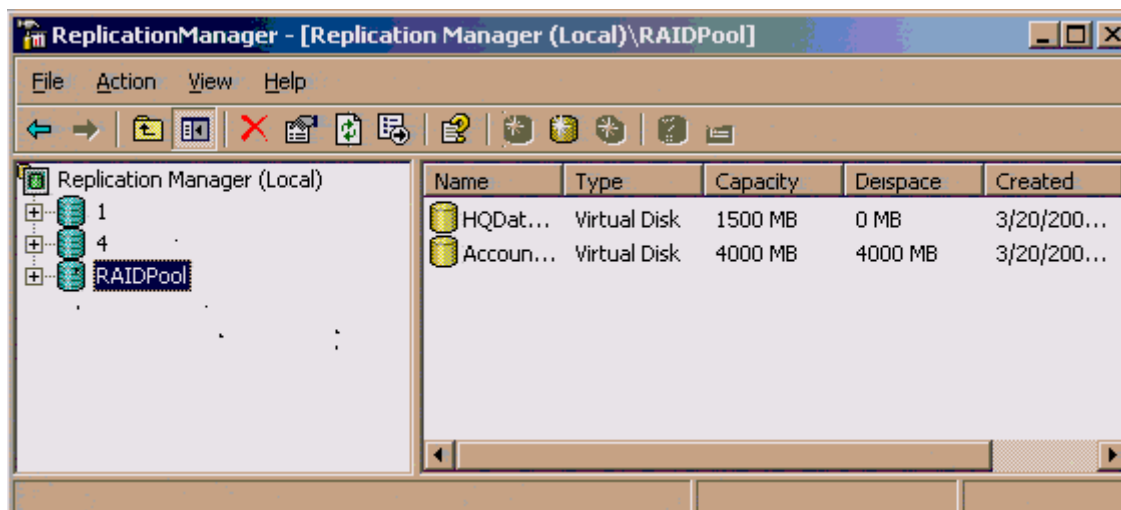 ReplicationManager - [Replication Manager (Local)\RAIDPool]
File Action View Help
Replication Manager (Local)
1
4
RAIDPool
Name Type Capacity Deispace Created
HQDat... Virtual Disk 1500 MB 0 MB 3/20/200...
Accoun... Virtual Disk 4000 MB 4000 MB 3/20/200...